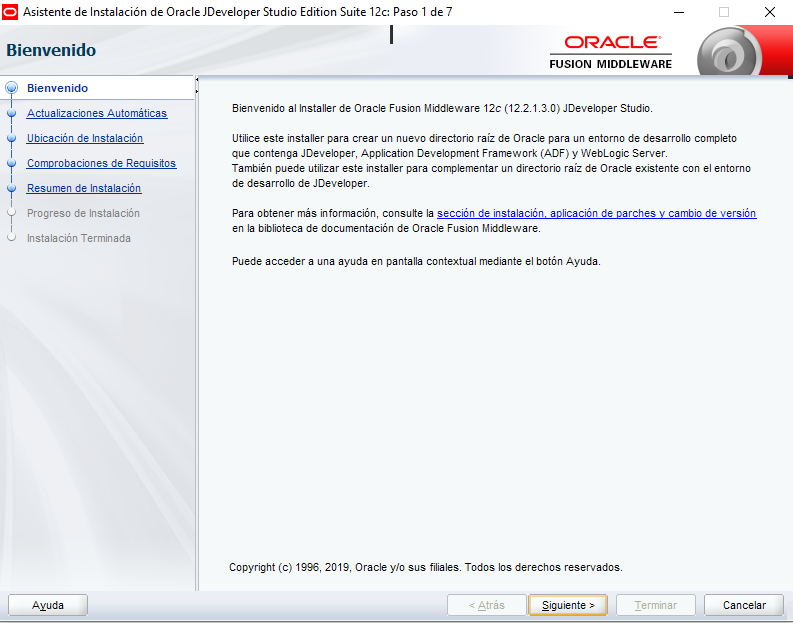 Asistente de Instalación de Oracle JDeveloper Studio Edition Suite 12c: Paso 1 de 7
Bienvenido
ORACLE
FUSION MIDDLEWARE
Bienvenido
Actualizaciones Automáticas
Ubicación de Instalación
Comprobaciones de Requisitos
Resumen de Instalación
Progreso de Instalación
Instalación Terminada
Bienvenido al Installer de Oracle Fusion Middleware 12c (12.2.1.3.0) JDeveloper Studio.
Utilice este installer para crear un nuevo directorio raíz de Oracle para un entorno de desarrollo completo
que contenga JDeveloper, Application Development Framework (ADF) y WebLogic Server.
También puede utilizar este installer para complementar un directorio raíz de Oracle existente con el entorno
de desarrollo de JDeveloper.
Para obtener más información, consulte la sección de instalación, aplicación de parches y cambio de versión
en la biblioteca de documentación de Oracle Fusion Middleware.
Puede acceder a una ayuda en pantalla contextual mediante el botón Ayuda.
Copyright (c) 1996, 2019, Oracle y/o sus filiales. Todos los derechos reservados.
Ayuda
< Atrás
Siguiente >
Terminar
Cancelar